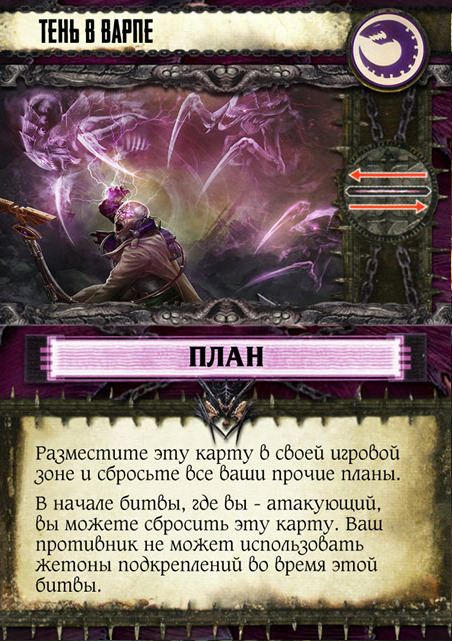 ТЕНЬ В ВАРПЕ
ПЛАН
Разместите эту карту в своей игровой
зоне и сбросьте все ваши прочие планы.
В начале битвы, где вы - атакующий,
вы можете сбросить эту карту. Ваш
противник не может использовать
жетоны подкреплений во время этой
битвы.